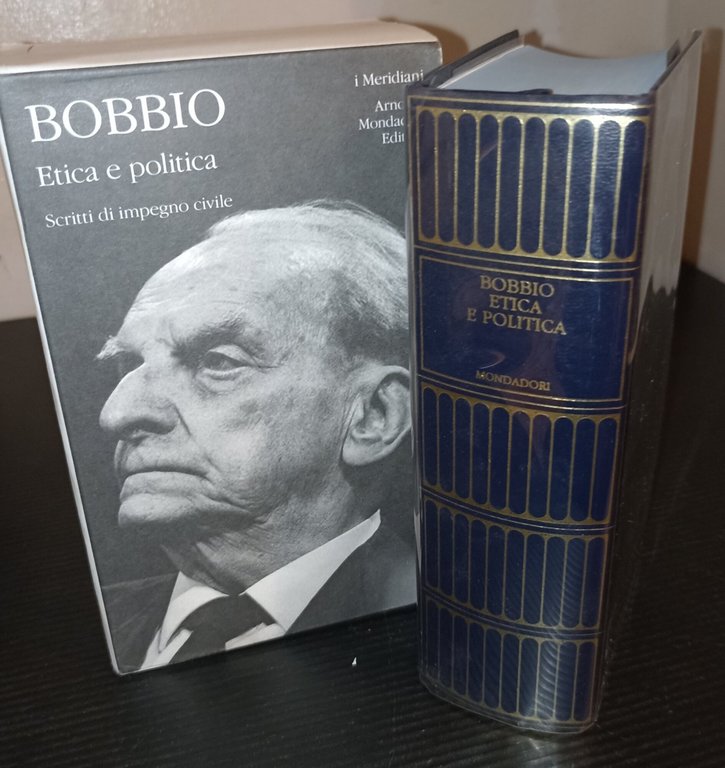 BOBBIO
Etica e politica
Scritti di impegno civile
i Meridiani
BOBBIO
ETICA
E POLITICA
MONDADORI